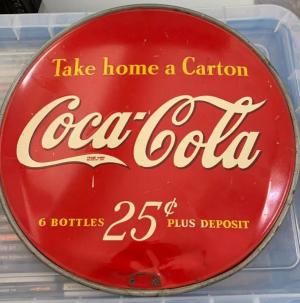 Take home a Carton
Coca-Cola
6 BOTTLES 25¢ PLUS DEPOSIT